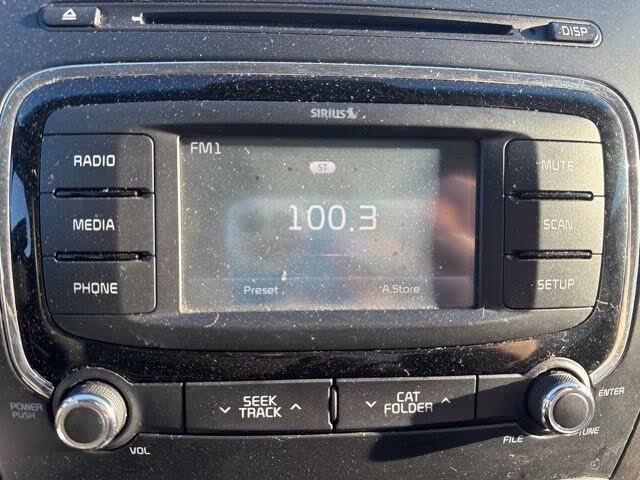 DISP
SIRIUS
FM1
ST
100.3
Preset
A.Store
RADIO
MEDIA
PHONE
MUTE
SCAN
SETUP
POWER
PUSH
VOL
∨ SEEK TRACK ∧
∨ CAT FOLDER ∧
ENTER
FILE
TUNE